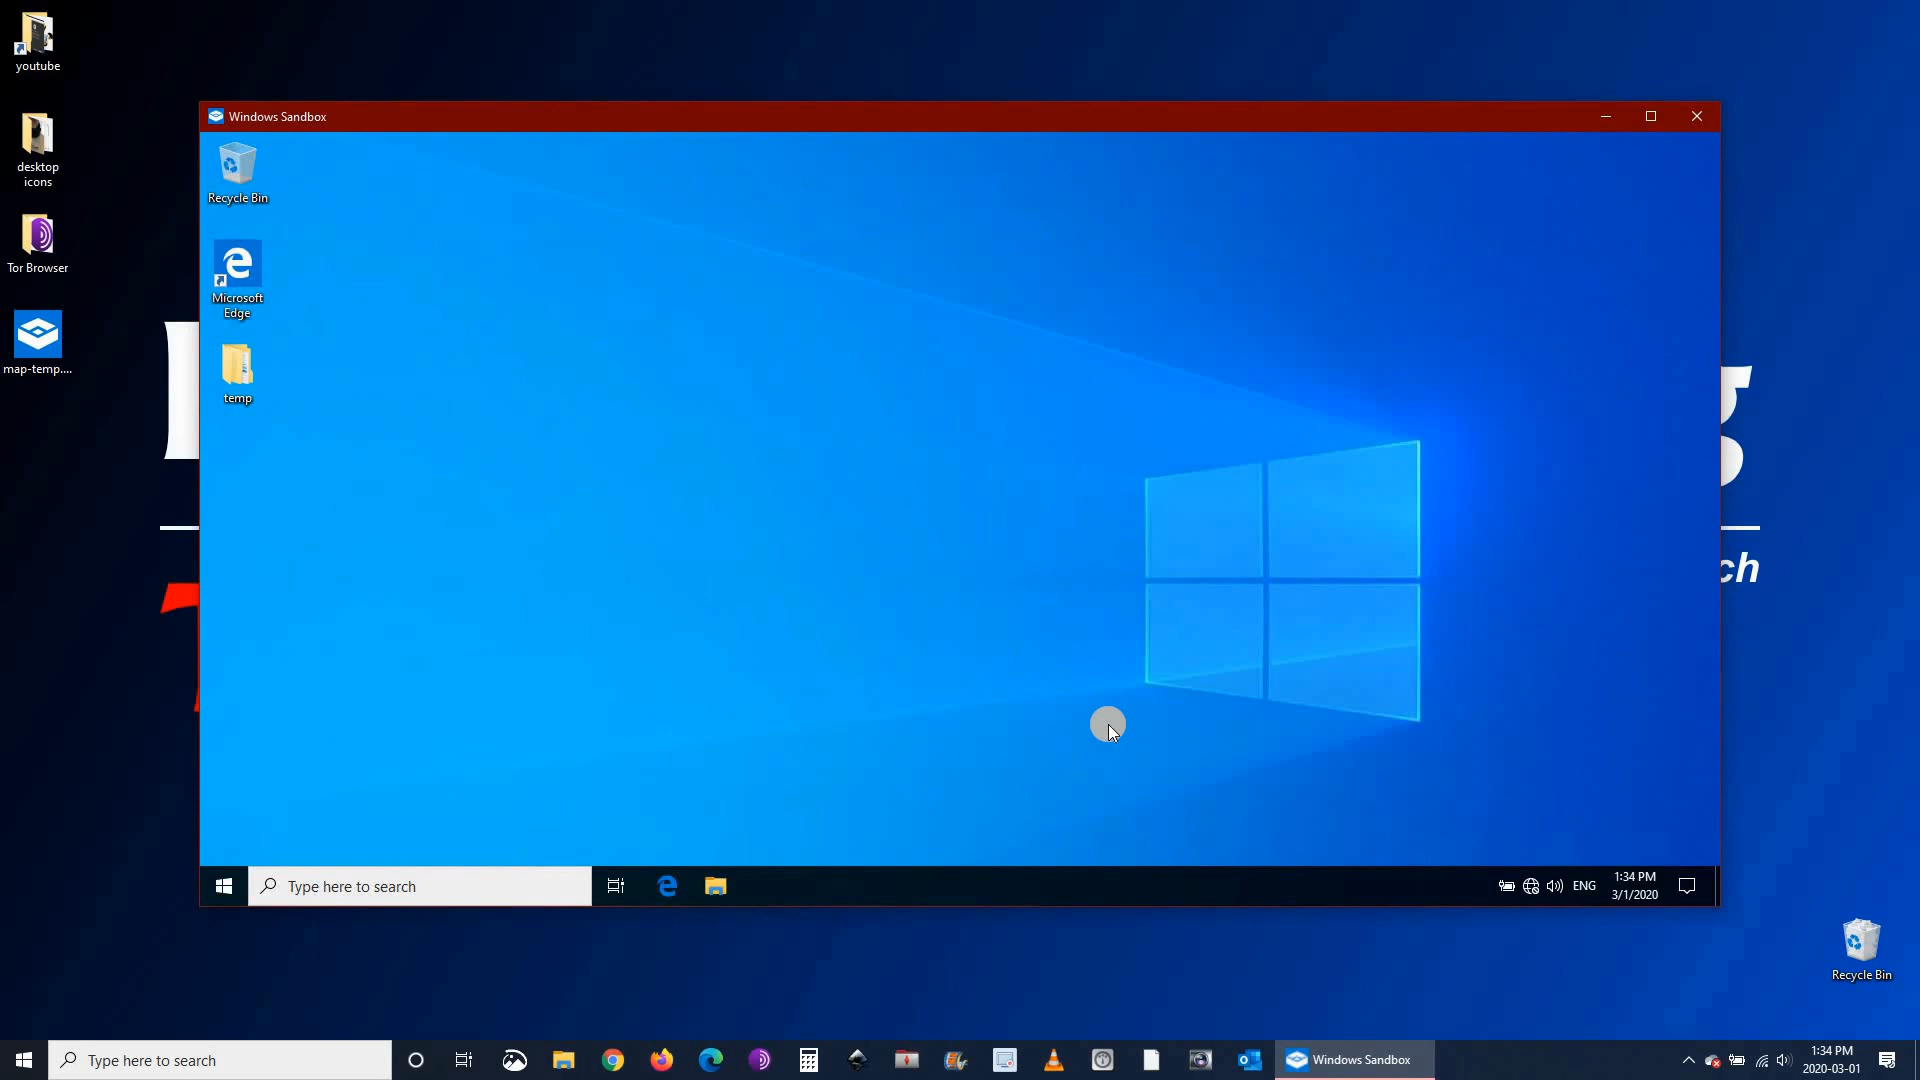 youtube
desktop
icons
Tor Browser
map-temp....
Windows Sandbox
Recycle Bin
Microsoft
Edge
temp
Type here to search
ENG
1:34 PM
3/1/2020
g
ch
Recycle Bin
Type here to search
Windows Sandbox
1:34 PM
2020-03-01